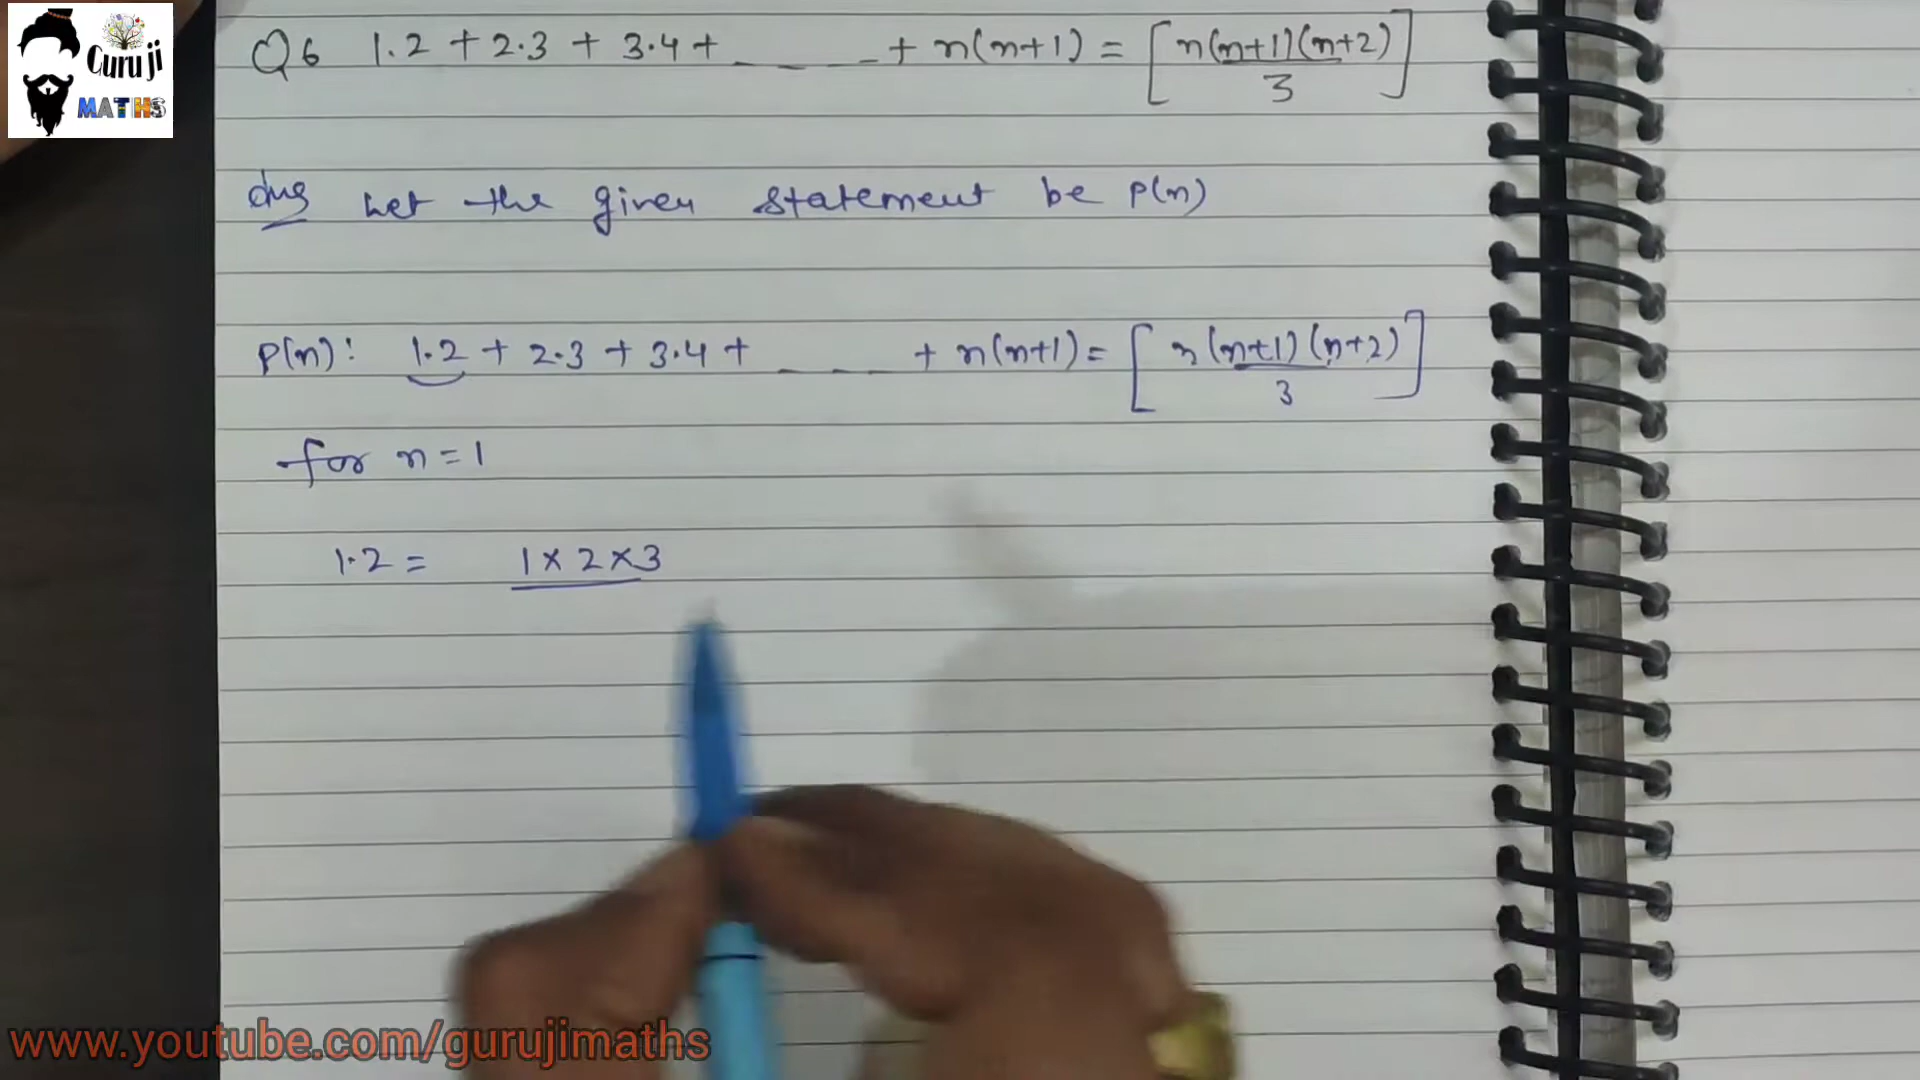 Guru ji
MATHS
Q6 1.2 + 2.3 + 3.4 + _ _ _ _ + n(n+1) = [n(n+1)(n+2)/3]
Ans Let the given statement be P(n)
P(n): 1.2 + 2.3 + 3.4 + _ _ _ _ + n(n+1) = [n(n+1)(n+2)/3]
for n = 1
1.2 = 1 × 2 × 3
www.youtube.com/gurujimaths